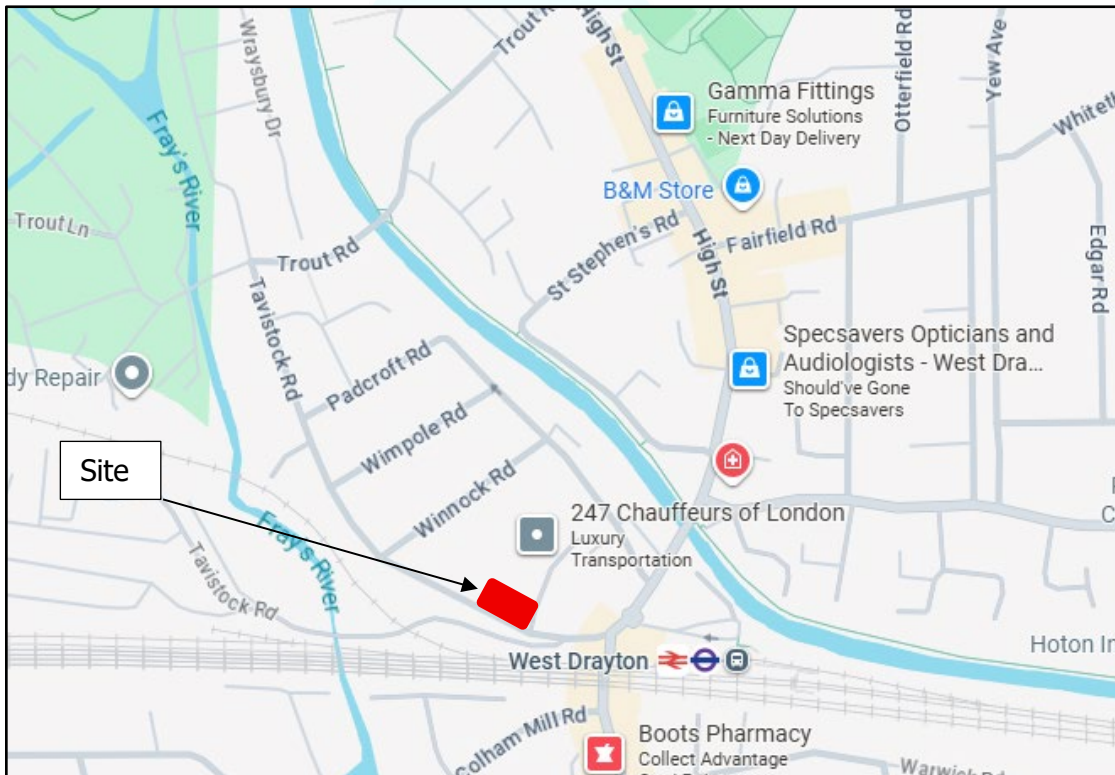 Wraysbury Dr
Trout R
High St
Otterfield Rd
Yew Ave
Gamma Fittings
Furniture Solutions
- Next Day Delivery
Whiteth
Fray's River
B&M Store
Trout Ln
St Stephen's Rd
Fairfield Rd
High St
Edgar Rd
Trout Rd
Tavistock Rd
Specsavers Opticians and
Audiologists - West Dra...
Should've Gone
To Specsavers
dy Repair
Padcroft Rd
Wimpole Rd
Site
Winnock Rd
247 Chauffeurs of London
Luxury
Transportation
Fray's River
Tavistock Rd
Hoton In
West Drayton
Colham Mill Rd
Boots Pharmacy
Collect Advantage
Warwich Rd